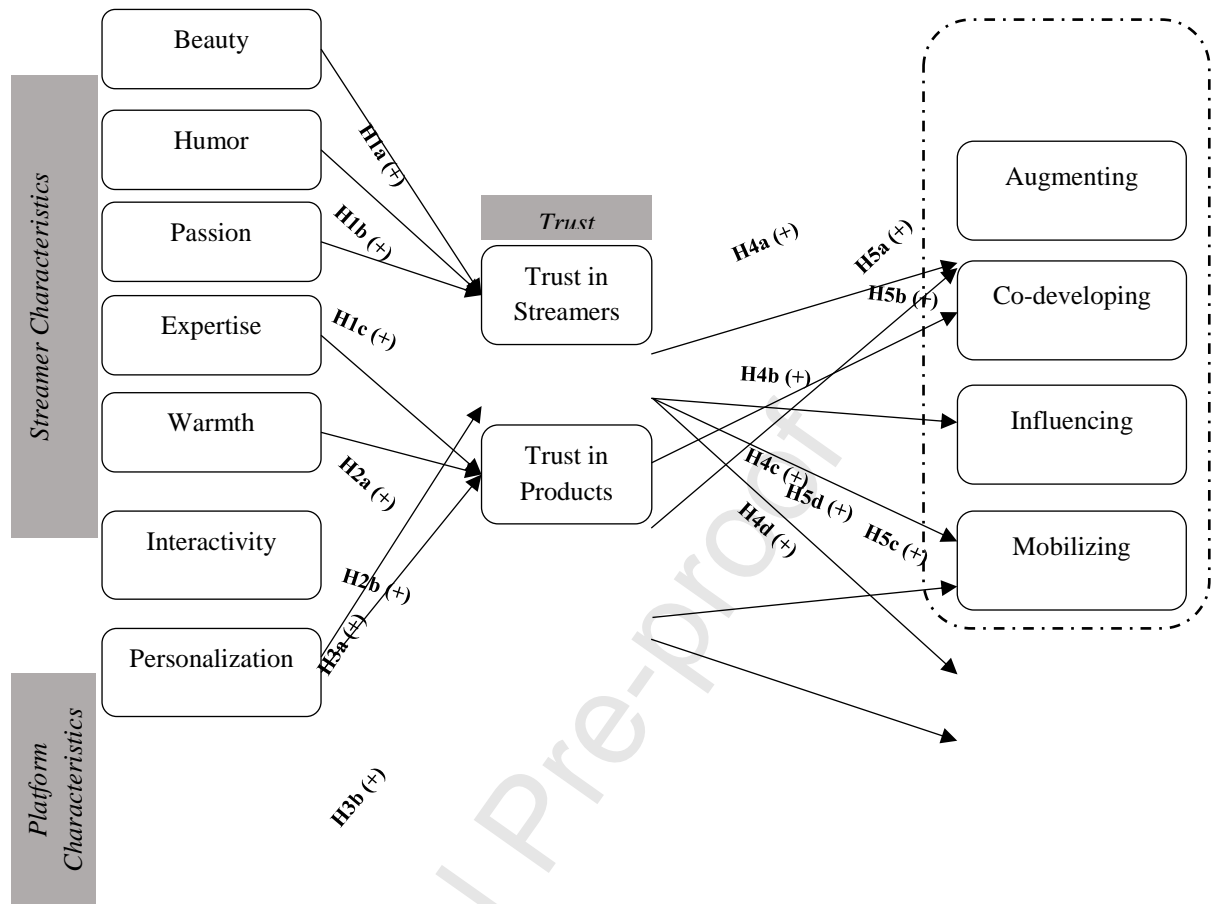 Streamer Characteristics
Platform
Characteristics
Beauty
Humor
Passion
Expertise
Warmth
Interactivity
Personalization
H1a (+)
H1b (+)
H1c (+)
H2a (+)
H2b (+)
H3a (+)
H3b (+)
Trust
Trust in
Streamers
Trust in
Products
H4a (+)
H5a (+)
H5b (+)
H4b (+)
H4c (+)
H5d (+)
H4d (+)
H5c (+)
Augmenting
Co-developing
Influencing
Mobilizing
Pre-proof